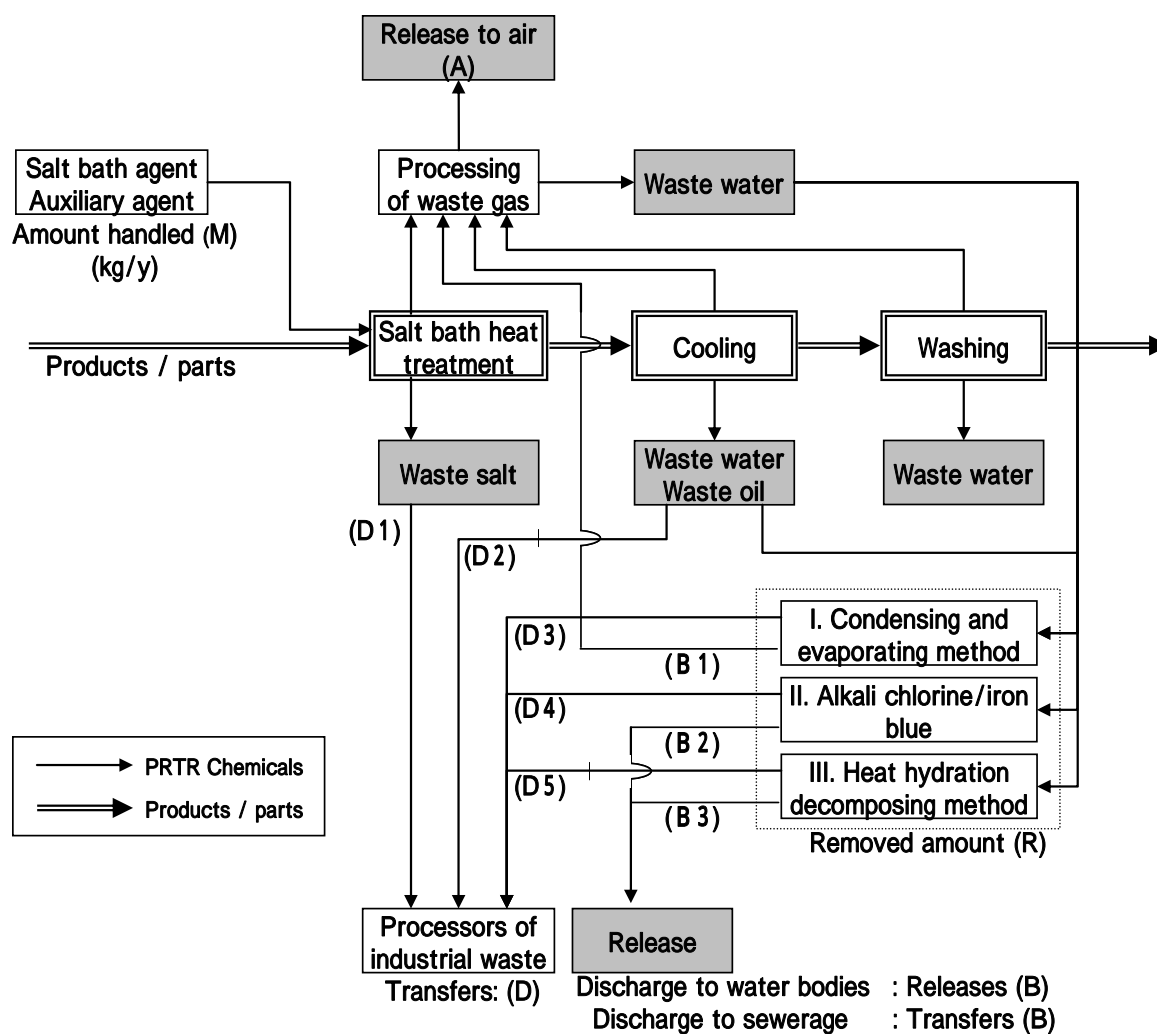 Release to air
(A)
Salt bath agent
Auxiliary agent
Amount handled (M)
(kg/y)
Processing
of waste gas
Waste water
Products / parts
Salt bath heat
treatment
Cooling
Washing
Waste salt
Waste water
Waste oil
Waste water
(D1)
(D2)
(D3)
(B1)
I. Condensing and
evaporating method
(D4)
(B2)
II. Alkali chlorine/iron
blue
(D5)
(B3)
III. Heat hydration
decomposing method
Removed amount (R)
PRTR Chemicals
Products / parts
Processors of
industrial waste
Transfers: (D)
Release
Discharge to water bodies : Releases (B)
Discharge to sewerage : Transfers (B)